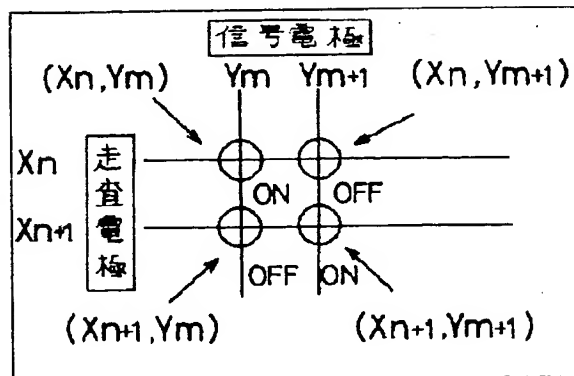 信号電極
(Xn,Ym)
Ym
Ym+1
(Xn,Ym+1)
Xn
走査電極
ON
OFF
Xn+1
OFF
ON
(Xn+1,Ym)
(Xn+1,Ym+1)